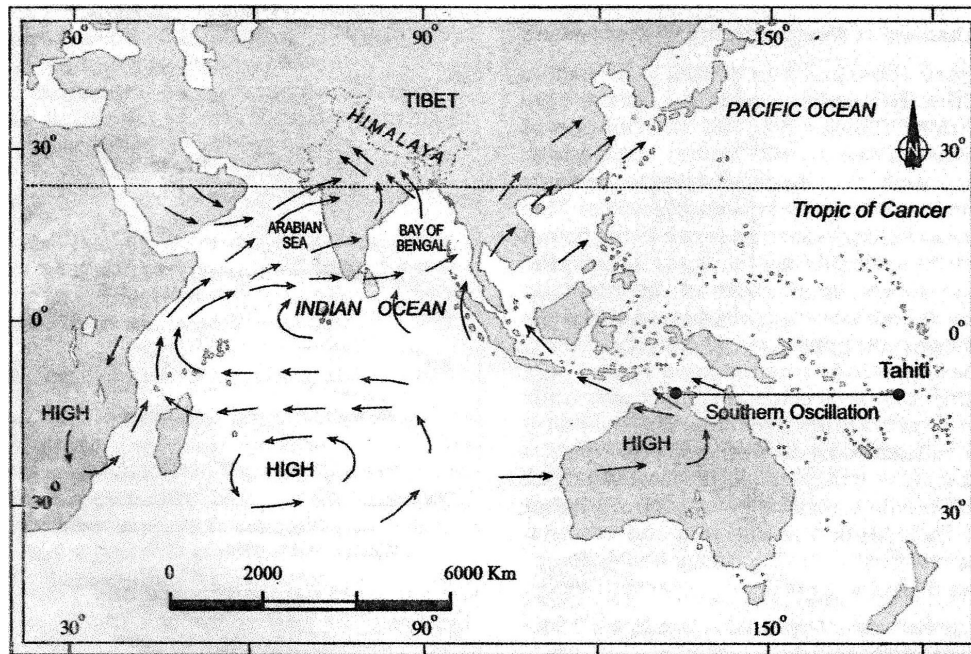 30° 90° 150°
TIBET
PACIFIC OCEAN
HIMALAYA
N
30° 30°
Tropic of Cancer
ARABIAN
SEA
BAY OF
BENGAL
INDIAN OCEAN
0° 0°
Tahiti
HIGH
Southern Oscillation
HIGH
HIGH
30° 30°
0 2000 6000 Km
30° 90° 150°